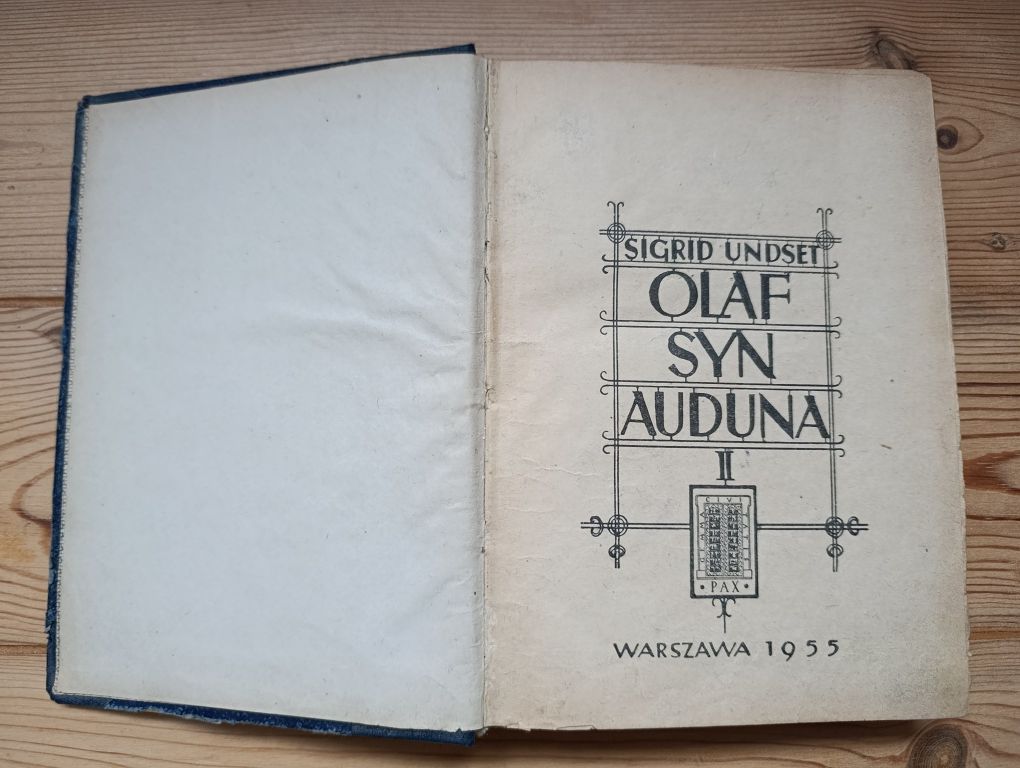 SIGRID UNDSET
OLAF
SYN
AUDUNA
II
PAX
WARSZAWA 1955